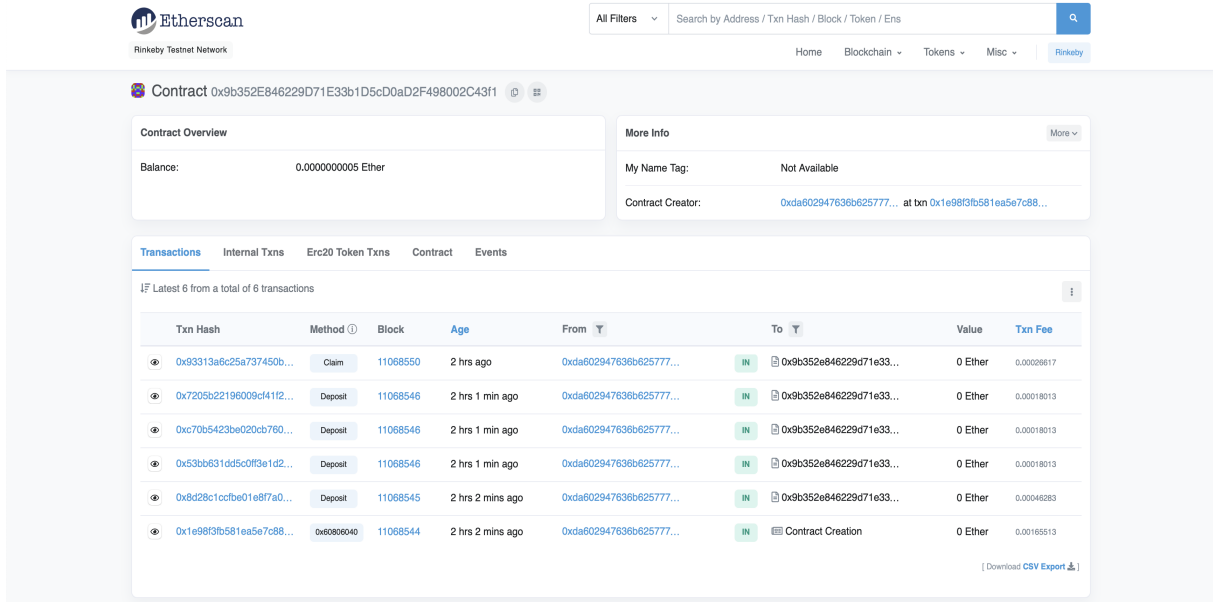 Etherscan
All Filters Search by Address / Txn Hash / Block / Token / Ens
Rinkeby Testnet Network
Home Blockchain Tokens Misc Rinkeby
Contract 0x9b352E846229D71E33b1D5cD0aD2F498002C43f1
Contract Overview
Balance: 0.0000000005 Ether
More Info More
My Name Tag: Not Available
Contract Creator: 0xda602947636b625777... at txn 0x1e98f3fb581ea5e7c88...
Transactions Internal Txns Erc20 Token Txns Contract Events
Latest 6 from a total of 6 transactions
Txn Hash Method Block Age From To Value Txn Fee
0x93313a6c25a737450b... Claim 11068550 2 hrs ago 0xda602947636b625777... IN 0x9b352e846229d71e33... 0 Ether 0.00026617
0x7205b22196009cf41f2... Deposit 11068546 2 hrs 1 min ago 0xda602947636b625777... IN 0x9b352e846229d71e33... 0 Ether 0.00018013
0xc70b5423be020cb760... Deposit 11068546 2 hrs 1 min ago 0xda602947636b625777... IN 0x9b352e846229d71e33... 0 Ether 0.00018013
0x53bb631dd5c0ff3e1d2... Deposit 11068546 2 hrs 1 min ago 0xda602947636b625777... IN 0x9b352e846229d71e33... 0 Ether 0.00018013
0x8d28c1ccfbe01e8f7a0... Deposit 11068545 2 hrs 2 mins ago 0xda602947636b625777... IN 0x9b352e846229d71e33... 0 Ether 0.00046283
0x1e98f3fb581ea5e7c88... 0x60806040 11068544 2 hrs 2 mins ago 0xda602947636b625777... IN Contract Creation 0 Ether 0.00165513
[ Download CSV Export ]